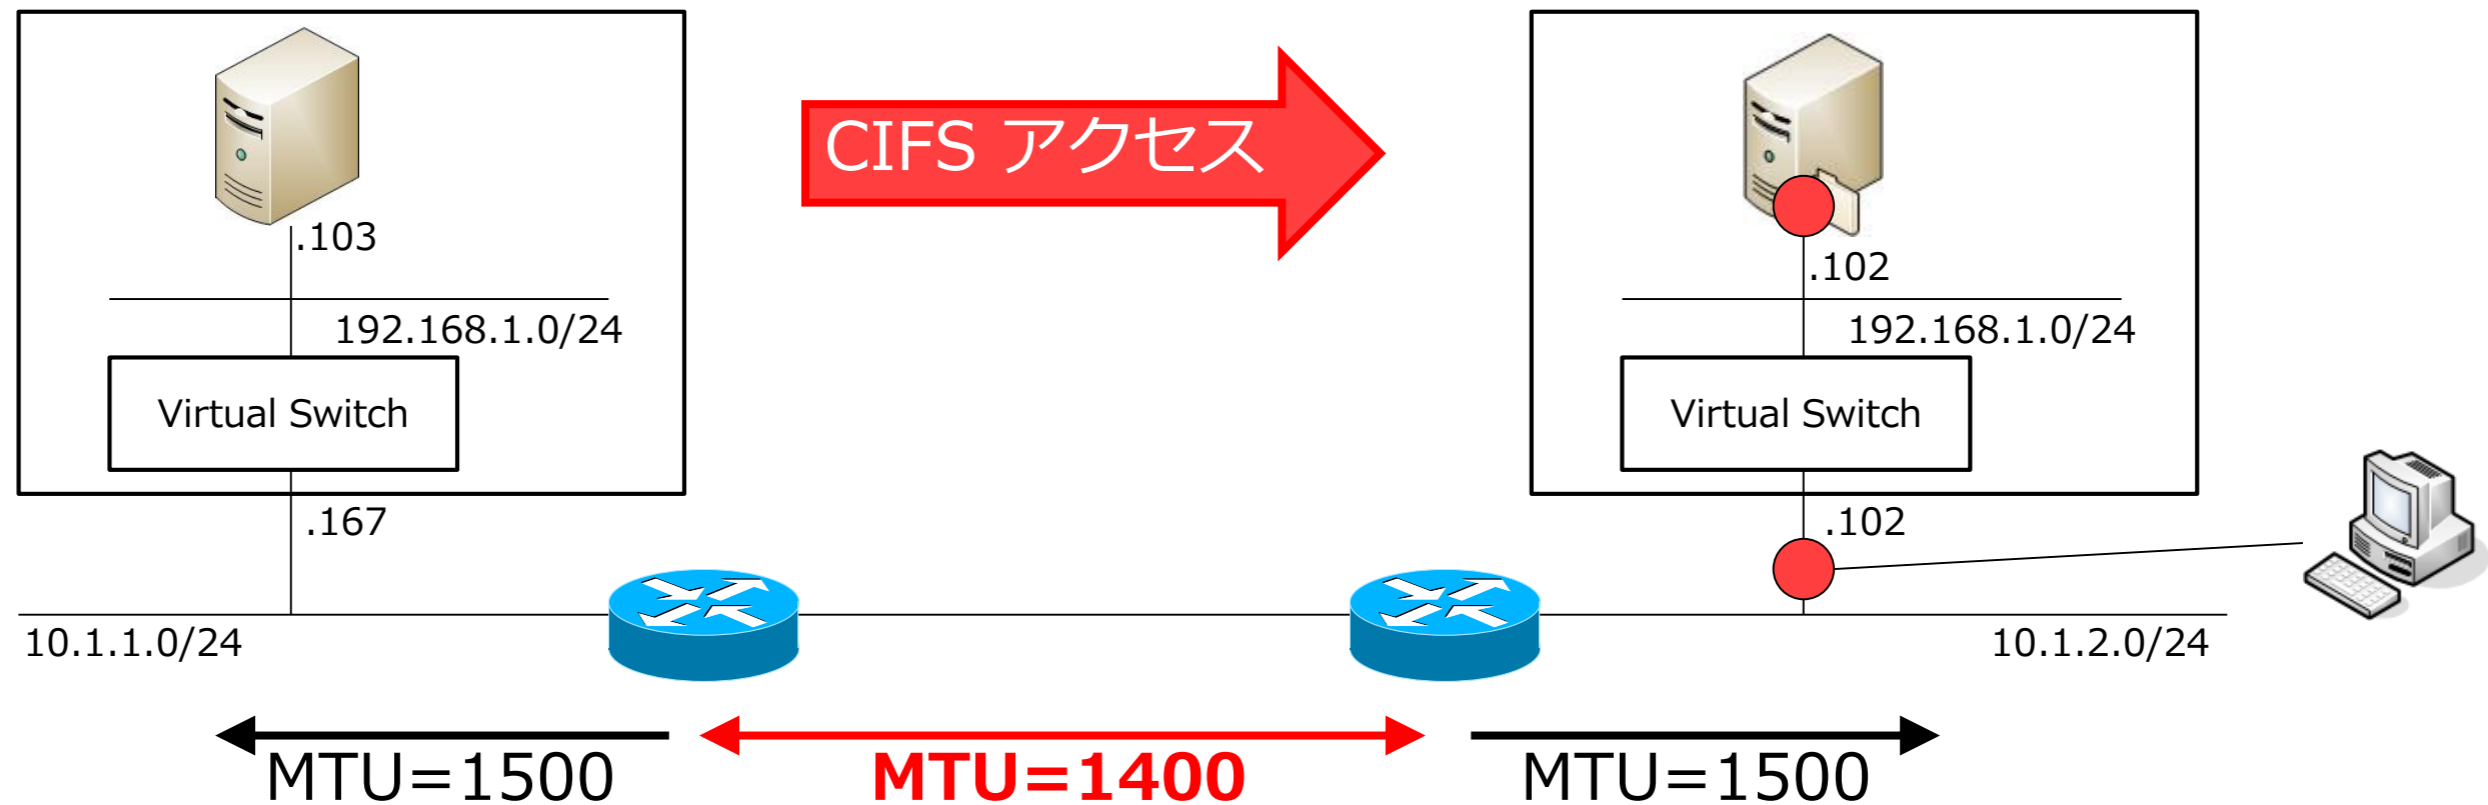 CIFS アクセス
.103
.102
192.168.1.0/24
192.168.1.0/24
Virtual Switch
Virtual Switch
.167
.102
10.1.1.0/24
10.1.2.0/24
MTU=1500
MTU=1400
MTU=1500